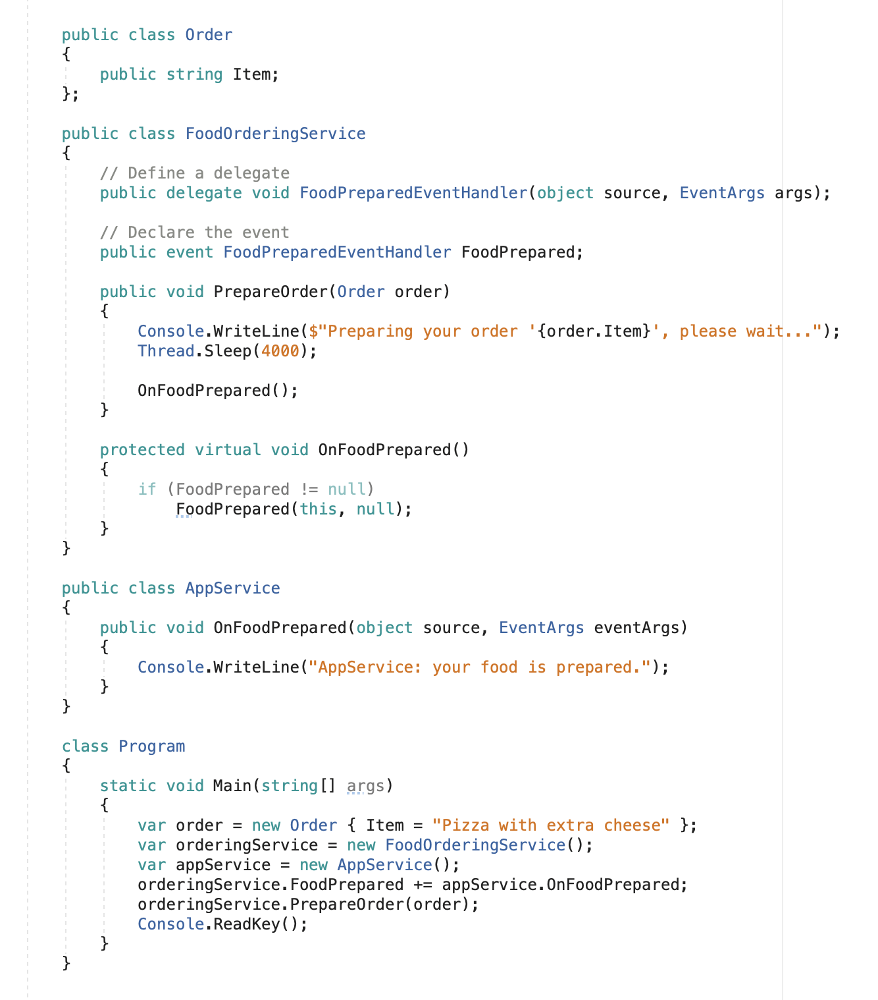 public class Order
{
    public string Item;
};

public class FoodOrderingService
{
    // Define a delegate
    public delegate void FoodPreparedEventHandler(object source, EventArgs args);

    // Declare the event
    public event FoodPreparedEventHandler FoodPrepared;

    public void PrepareOrder(Order order)
    {
        Console.WriteLine($"Preparing your order '{order.Item}', please wait...");
        Thread.Sleep(4000);

        OnFoodPrepared();
    }

    protected virtual void OnFoodPrepared()
    {
        if (FoodPrepared != null)
            FoodPrepared(this, null);
    }
}

public class AppService
{
    public void OnFoodPrepared(object source, EventArgs eventArgs)
    {
        Console.WriteLine("AppService: your food is prepared.");
    }
}

class Program
{
    static void Main(string[] args)
    {
        var order = new Order { Item = "Pizza with extra cheese" };
        var orderingService = new FoodOrderingService();
        var appService = new AppService();
        orderingService.FoodPrepared += appService.OnFoodPrepared;
        orderingService.PrepareOrder(order);
        Console.ReadKey();
    }
}